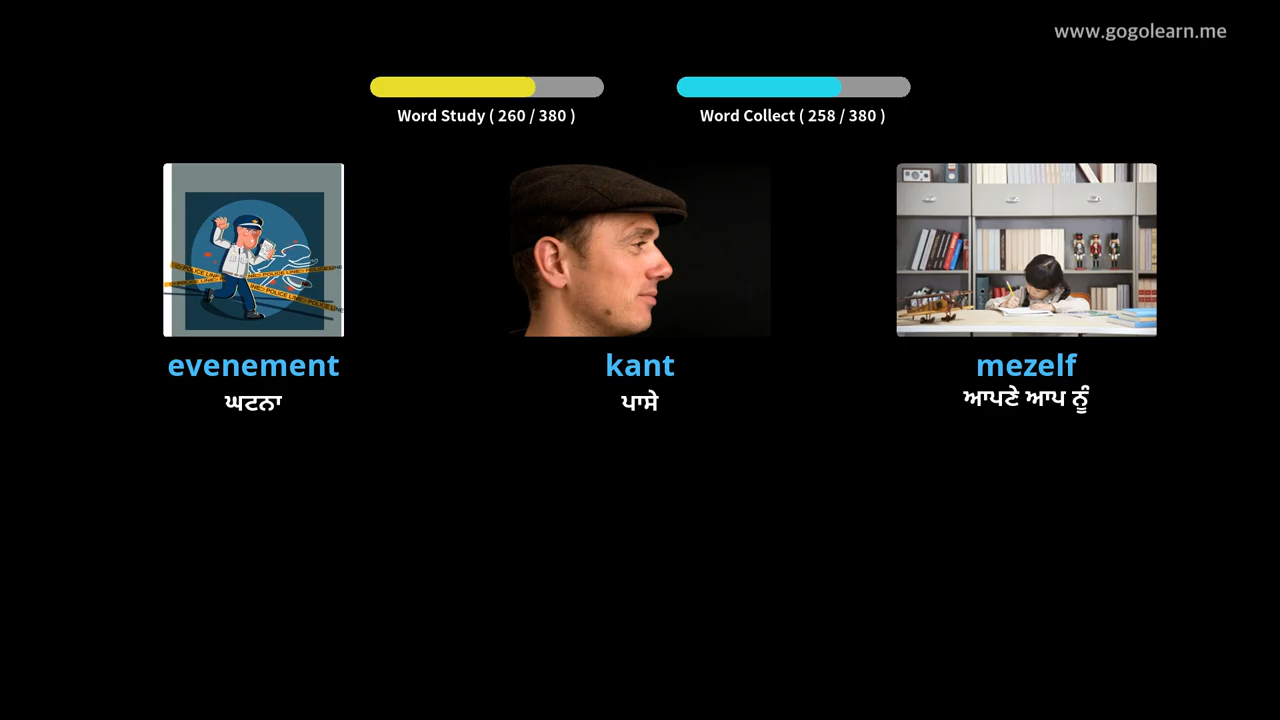 www.gogolearn.me
Word Study ( 260 / 380 )
Word Collect ( 258 / 380 )
evenement
kant
mezelf
ਘਟਨਾ
ਪਾਸੇ
ਆਪਣੇ ਆਪ ਨੂੰ